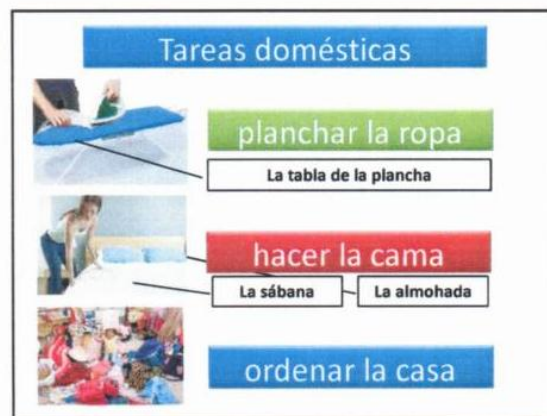 Tareas domésticas
planchar la ropa
La tabla de la plancha
hacer la cama
La sábana La almohada
ordenar la casa